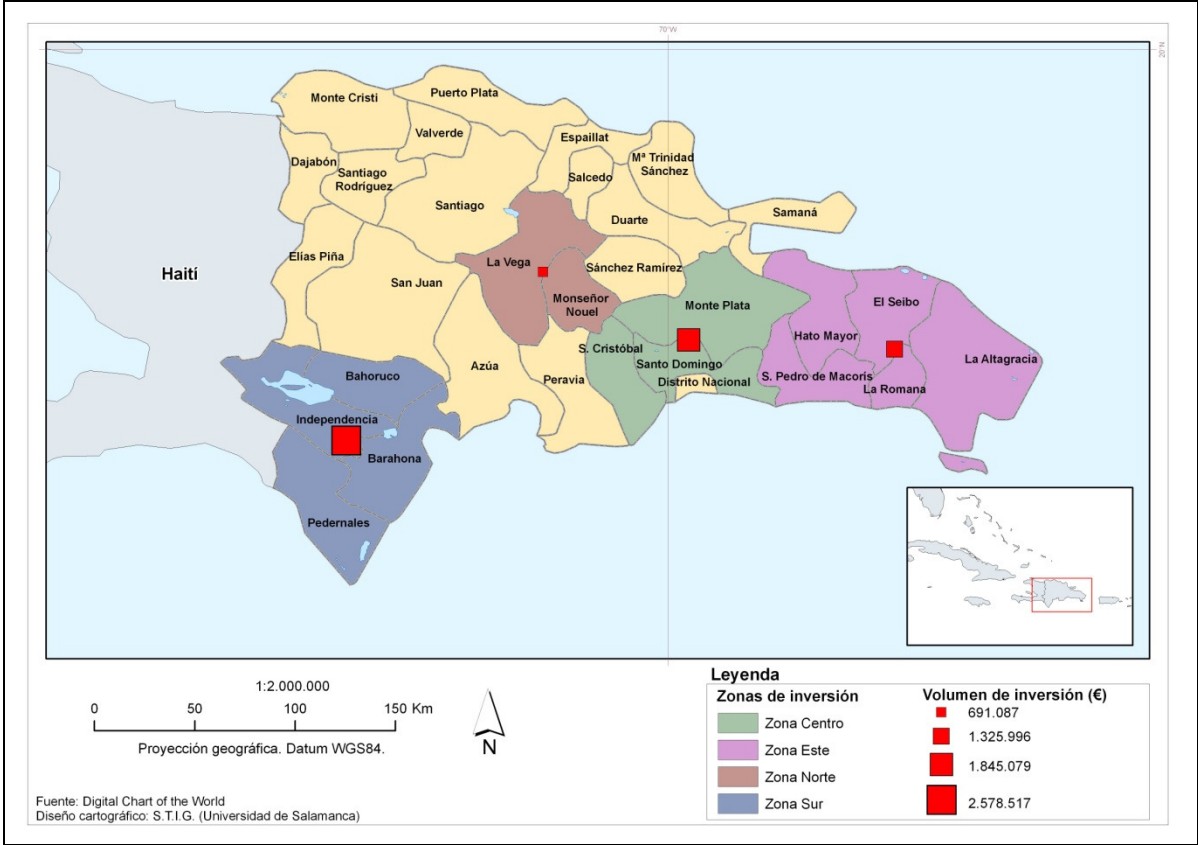 70°W
20°N
Monte Cristi
Puerto Plata
Valverde
Espaillat
Dajabón
Santiago
Rodríguez
Salcedo
Mª Trinidad
Sánchez
Santiago
Duarte
Samaná
Elías Piña
Haití
La Vega
Sánchez Ramírez
San Juan
Monseñor
Nouel
Monte Plata
El Seibo
Hato Mayor
S. Cristóbal
Santo Domingo
La Altagracia
Azúa
Peravia
Distrito Nacional
S. Pedro de Macorís
La Romana
Bahoruco
Independencia
Barahona
Pedernales
1:2.000.000
0 50 100 150 Km
Proyección geográfica. Datum WGS84.
N
Fuente: Digital Chart of the World
Diseño cartográfico: S.T.I.G. (Universidad de Salamanca)
Leyenda
Zonas de inversión
Zona Centro
Zona Este
Zona Norte
Zona Sur
Volumen de inversión (€)
691.087
1.325.996
1.845.079
2.578.517